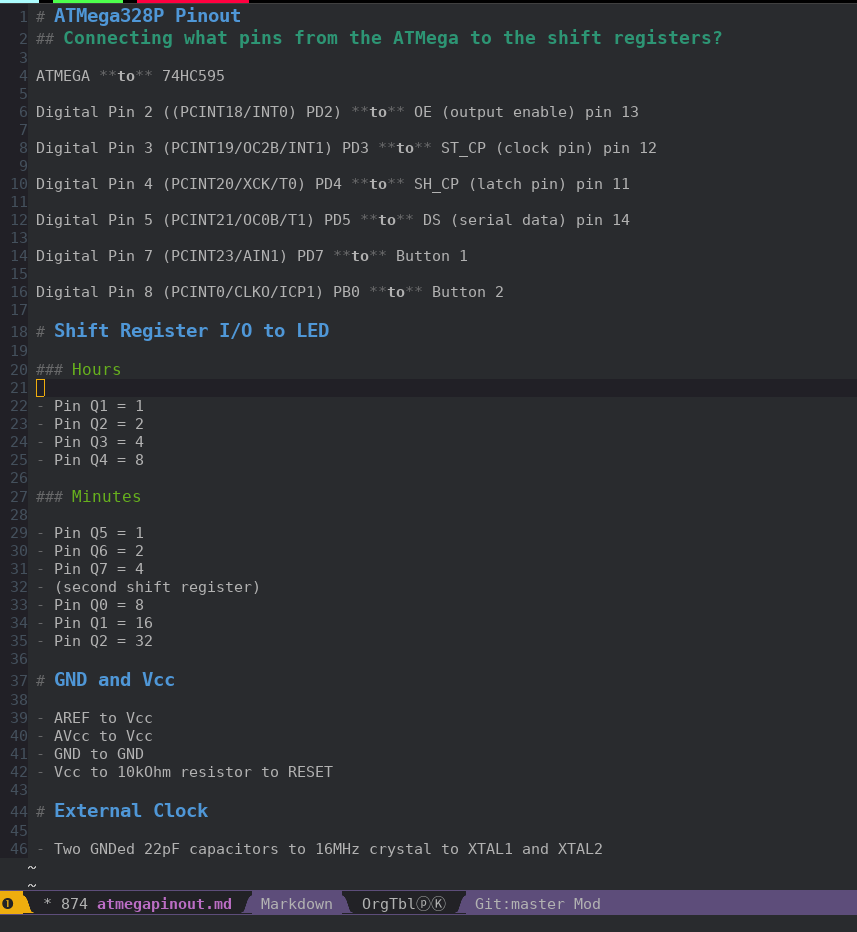 1 # ATMega328P Pinout
2 ## Connecting what pins from the ATMega to the shift registers?
3
4 ATMEGA **to** 74HC595
5
6 Digital Pin 2 ((PCINT18/INT0) PD2) **to** OE (output enable) pin 13
7
8 Digital Pin 3 (PCINT19/OC2B/INT1) PD3 **to** ST_CP (clock pin) pin 12
9
10 Digital Pin 4 (PCINT20/XCK/T0) PD4 **to** SH_CP (latch pin) pin 11
11
12 Digital Pin 5 (PCINT21/OC0B/T1) PD5 **to** DS (serial data) pin 14
13
14 Digital Pin 7 (PCINT23/AIN1) PD7 **to** Button 1
15
16 Digital Pin 8 (PCINT0/CLKO/ICP1) PB0 **to** Button 2
17
18 # Shift Register I/O to LED
19
20 ### Hours
21
22 - Pin Q1 = 1
23 - Pin Q2 = 2
24 - Pin Q3 = 4
25 - Pin Q4 = 8
26
27 ### Minutes
28
29 - Pin Q5 = 1
30 - Pin Q6 = 2
31 - Pin Q7 = 4
32 - (second shift register)
33 - Pin Q0 = 8
34 - Pin Q1 = 16
35 - Pin Q2 = 32
36
37 # GND and Vcc
38
39 - AREF to Vcc
40 - AVcc to Vcc
41 - GND to GND
42 - Vcc to 10kOhm resistor to RESET
43
44 # External Clock
45
46 - Two GNDed 22pF capacitors to 16MHz crystal to XTAL1 and XTAL2
~
~
❶ * 874 atmegapinout.md Markdown OrgTblⓟⓀ Git:master Mod